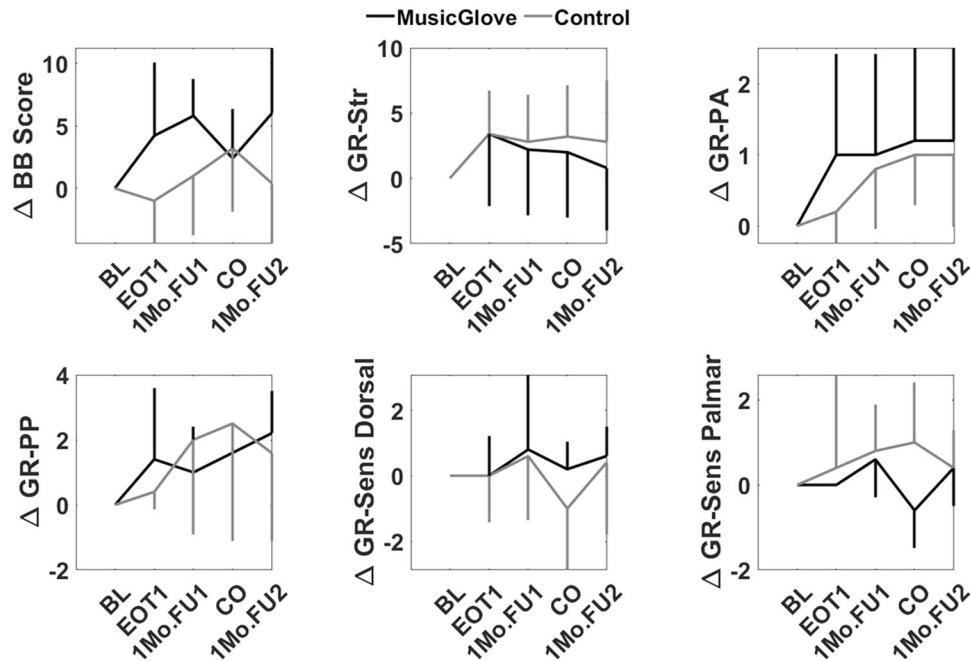 MusicGlove Control
Δ BB Score
10
5
0
BL
EOT1
1Mo.FU1
CO
1Mo.FU2
Δ GR-Str
10
5
0
-5
BL
EOT1
1Mo.FU1
CO
1Mo.FU2
Δ GR-PA
2
1
0
BL
EOT1
1Mo.FU1
CO
1Mo.FU2
Δ GR-PP
4
2
0
-2
BL
EOT1
1Mo.FU1
CO
1Mo.FU2
Δ GR-Sens Dorsal
2
0
-2
BL
EOT1
1Mo.FU1
CO
1Mo.FU2
Δ GR-Sens Palmar
2
0
-2
BL
EOT1
1Mo.FU1
CO
1Mo.FU2